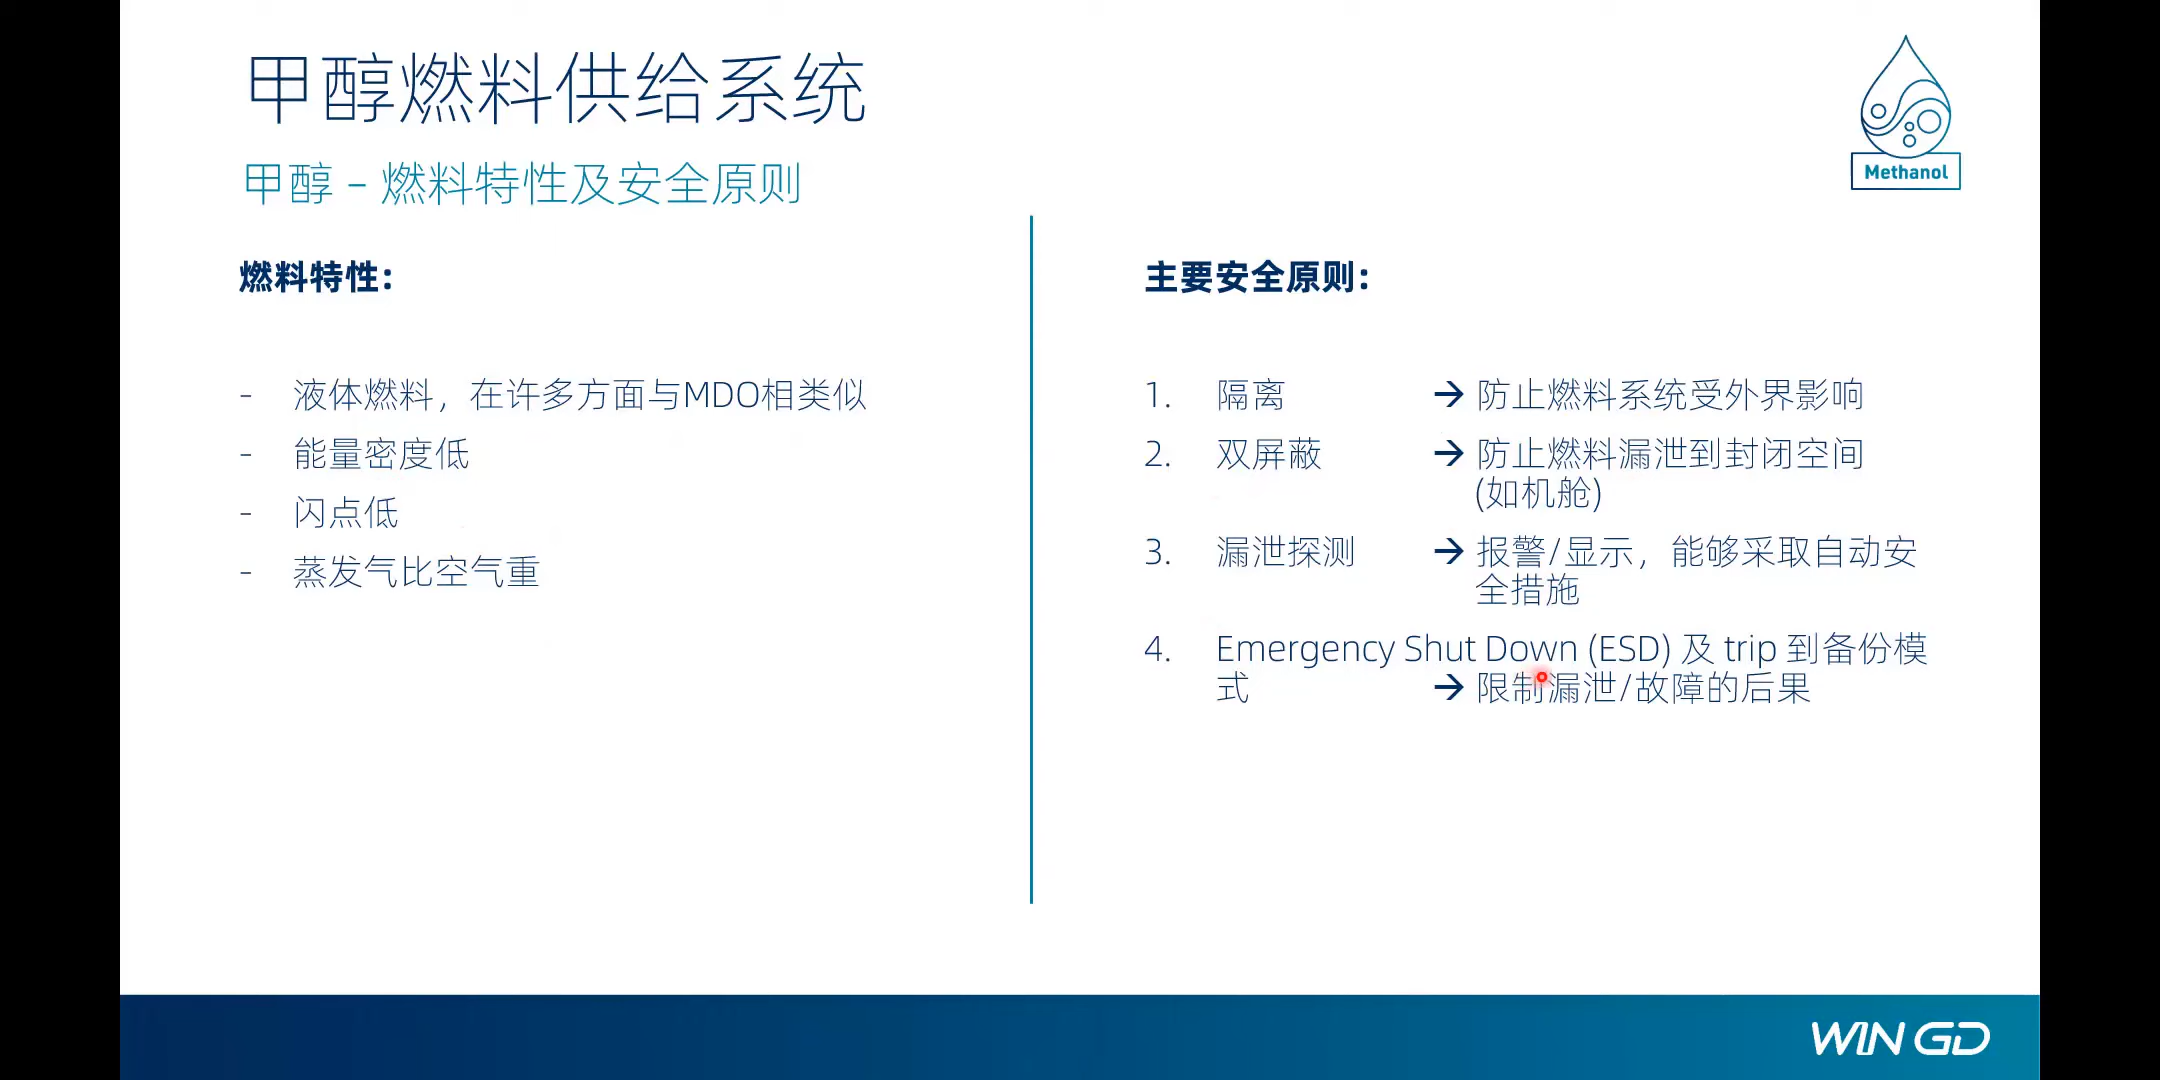 甲醇燃料供给系统
Methanol
甲醇 – 燃料特性及安全原则
燃料特性:
- 液体燃料，在许多方面与MDO相类似
- 能量密度低
- 闪点低
- 蒸发气比空气重
主要安全原则:
1. 隔离 → 防止燃料系统受外界影响
2. 双屏蔽 → 防止燃料漏泄到封闭空间
(如机舱)
3. 漏泄探测 → 报警/显示，能够采取自动安
全措施
4. Emergency Shut Down (ESD) 及 trip 到备份模
式 → 限制漏泄/故障的后果
WIN GD